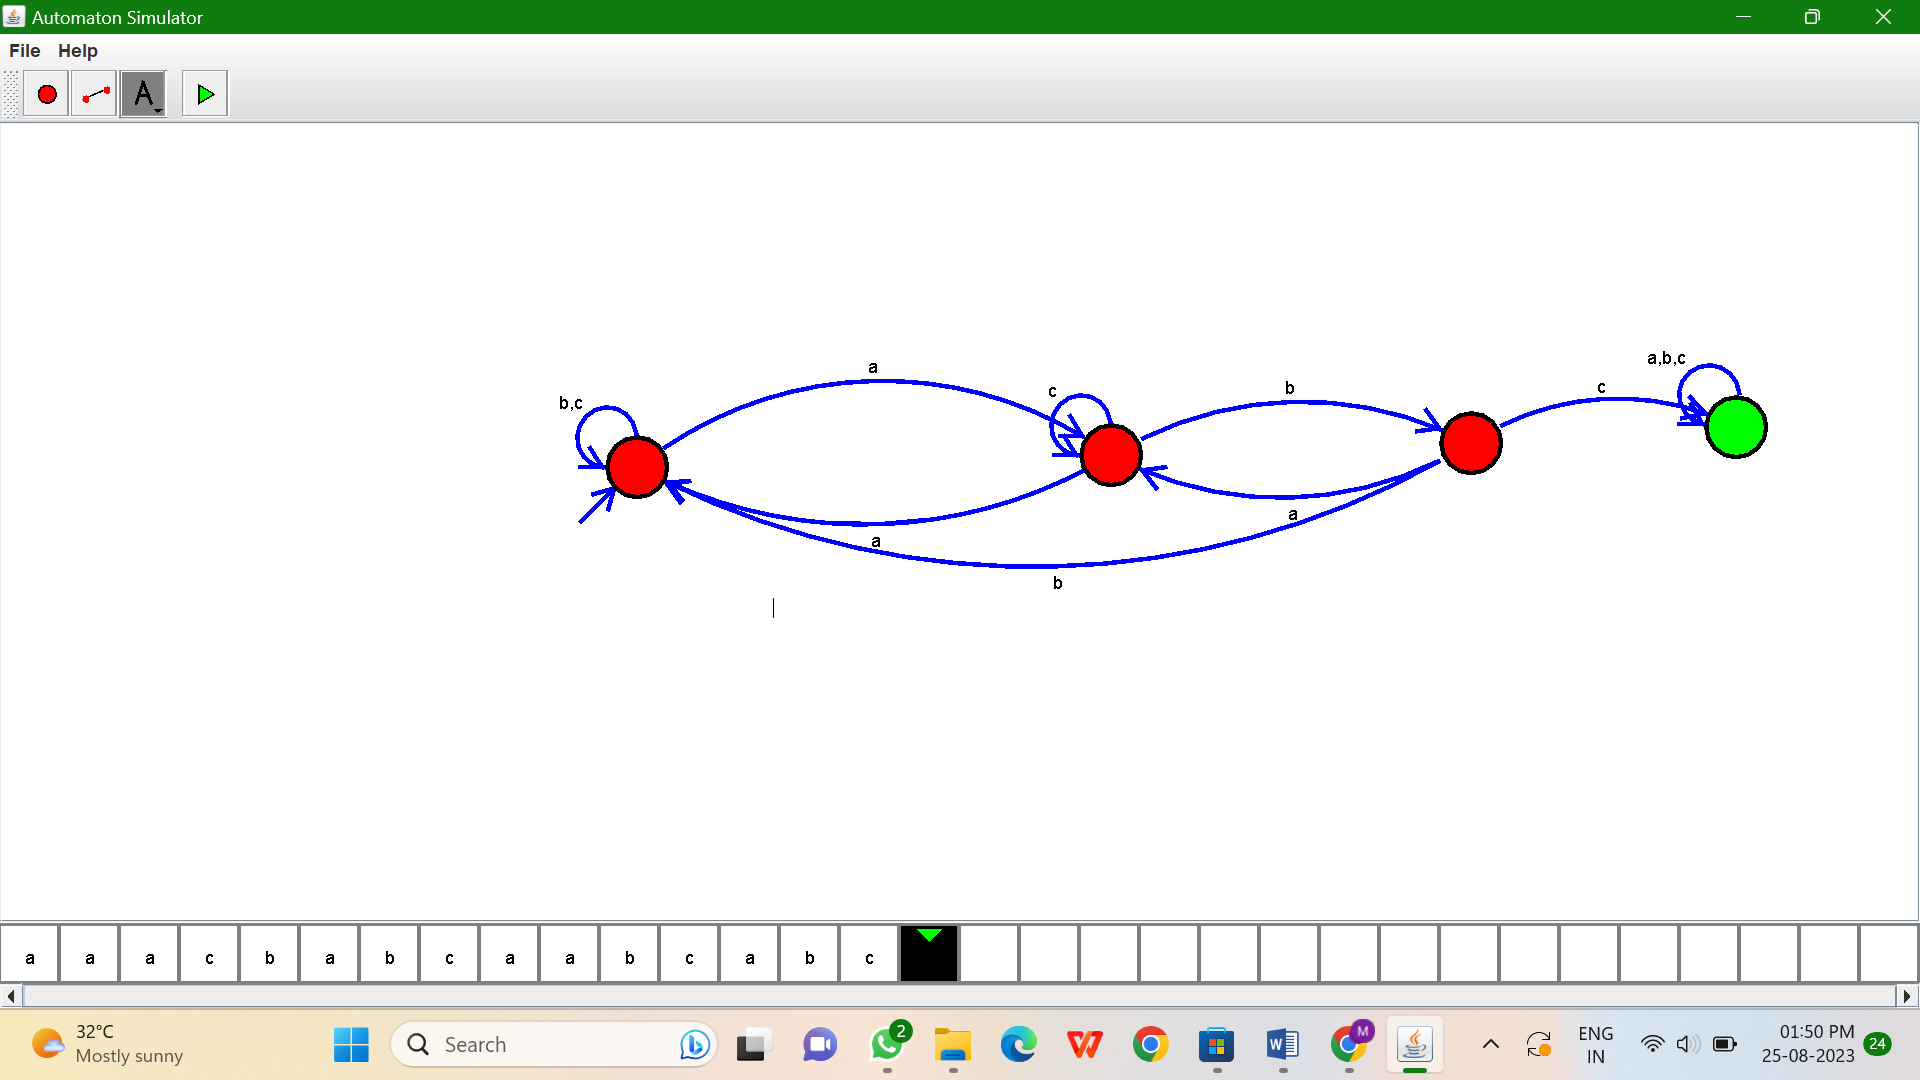 Automaton Simulator
File Help
A
a,b,c
a
b
c
c
b,c
a
a
b
a a a c b a b c a a b c a b c
32°C
Mostly sunny
Search
2
M
ENG
IN
01:50 PM
25-08-2023
24